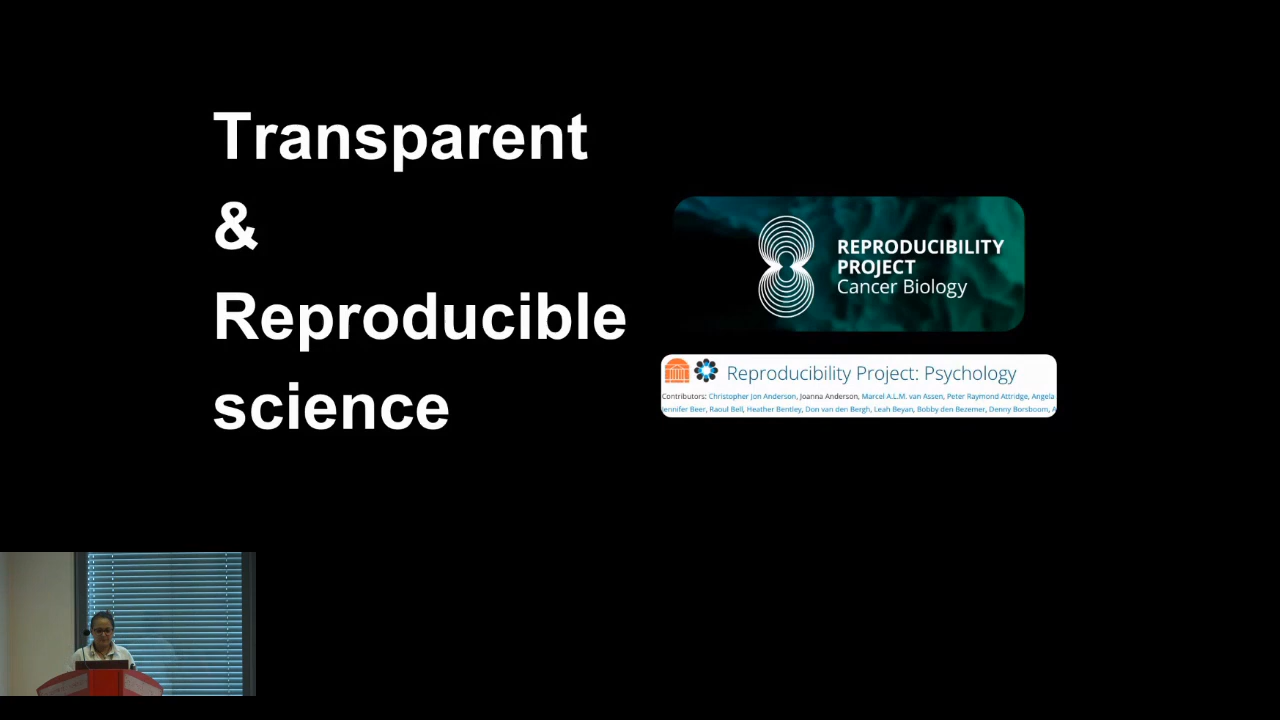 Transparent
&
Reproducible
science
REPRODUCIBILITY
PROJECT
Cancer Biology
Reproducibility Project: Psychology
Contributors: Christopher Jon Anderson, Joanna Anderson, Marcel A.L.M. van Assen, Peter Raymond Attridge, Angela
Jennifer Beer, Raoul Bell, Heather Bentley, Don van den Bergh, Leah Beyan, Bobby den Bezemer, Denny Borsboom, A